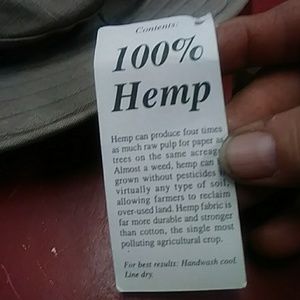 Contents:
100%
Hemp
Hemp can produce four times
as much raw pulp for paper as
trees on the same acreage.
Almost a weed, hemp can be
grown without pesticides in
virtually any type of soil,
allowing farmers to reclaim
over-used land. Hemp fabric is
far more durable and stronger
than cotton, the single most
polluting agricultural crop.
For best results: Handwash cool.
Line dry.